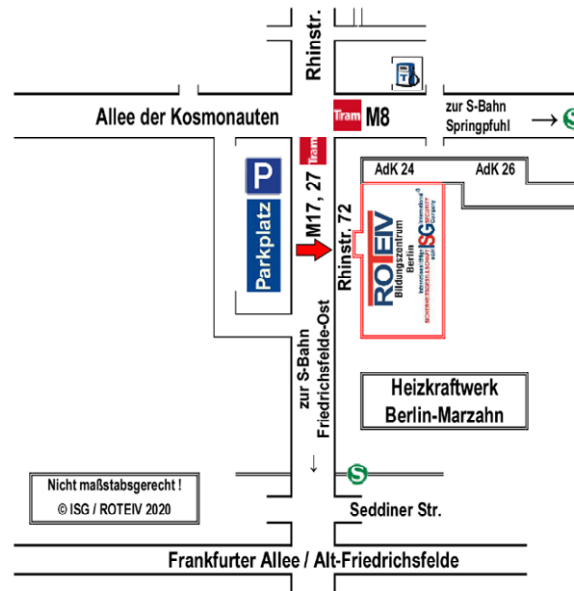 Rhinstr.
T
Allee der Kosmonauten
Tram M8
zur S-Bahn
Springpfuhl
→ S
Tram
M17, 27
P
Parkplatz
AdK 24
AdK 26
Rhinstr. 72
ROTEIV
Bildungszentrum
Berlin
ISG
zur S-Bahn
Friedrichsfelde-Ost
→
Heizkraftwerk
Berlin-Marzahn
Nicht maßstabsgerecht !
© ISG / ROTEIV 2020
S
Seddiner Str.
Frankfurter Allee / Alt-Friedrichsfelde